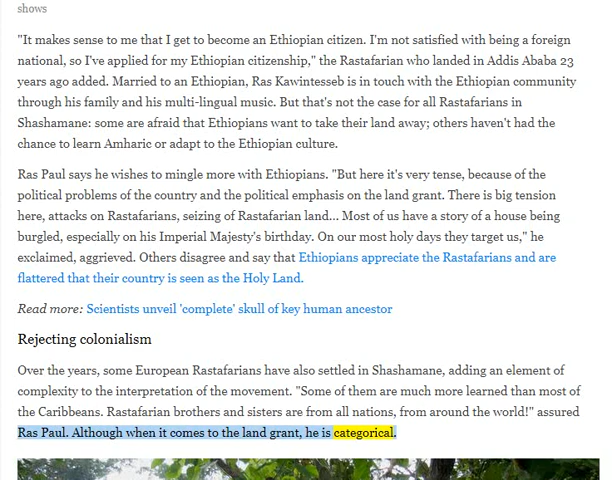 shows
"It makes sense to me that I get to become an Ethiopian citizen. I'm not satisfied with being a foreign
national, so I've applied for my Ethiopian citizenship," the Rastafarian who landed in Addis Ababa 23
years ago added. Married to an Ethiopian, Ras Kawintesseb is in touch with the Ethiopian community
through his family and his multi-lingual music. But that's not the case for all Rastafarians in
Shashamane: some are afraid that Ethiopians want to take their land away; others haven't had the
chance to learn Amharic or adapt to the Ethiopian culture.
Ras Paul says he wishes to mingle more with Ethiopians. "But here it's very tense, because of the
political problems of the country and the political emphasis on the land grant. There is big tension
here, attacks on Rastafarians, seizing of Rastafarian land... Most of us have a story of a house being
burgled, especially on his Imperial Majesty's birthday. On our most holy days they target us," he
exclaimed, aggrieved. Others disagree and say that Ethiopians appreciate the Rastafarians and are
flattered that their country is seen as the Holy Land.
Read more: Scientists unveil 'complete' skull of key human ancestor
Rejecting colonialism
Over the years, some European Rastafarians have also settled in Shashamane, adding an element of
complexity to the interpretation of the movement. "Some of them are much more learned than most of
the Caribbeans. Rastafarian brothers and sisters are from all nations, from around the world!" assured
Ras Paul. Although when it comes to the land grant, he is categorical.